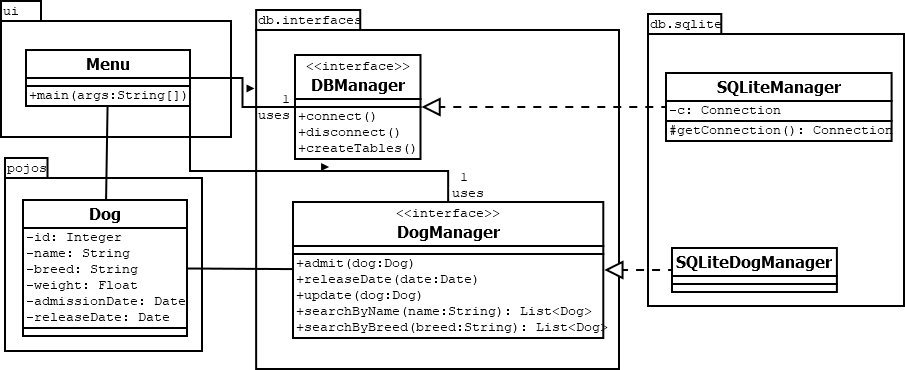 ui
Menu
+main(args:String[])
db.interfaces
<<interface>>
DBManager
+connect()
+disconnect()
+createTables()
1
uses
1
uses
db.sqlite
SQLiteManager
-c: Connection
#getConnection(): Connection
pojos
Dog
-id: Integer
-name: String
-breed: String
-weight: Float
-admissionDate: Date
-releaseDate: Date
<<interface>>
DogManager
+admit(dog:Dog)
+releaseDate(date:Date)
+update(dog:Dog)
+searchByName(name:String): List<Dog>
+searchByBreed(breed:String): List<Dog>
SQLiteDogManager